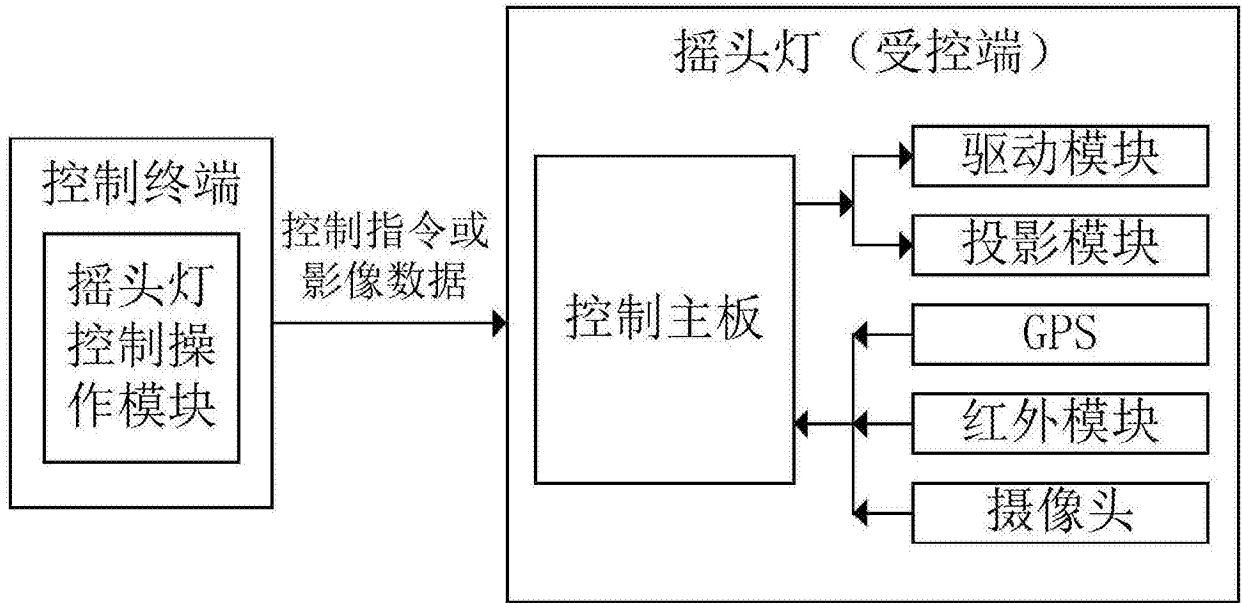 控制终端
摇头灯
控制操
作模块
控制指令或
影像数据
摇头灯（受控端）
控制主板
驱动模块
投影模块
GPS
红外模块
摄像头